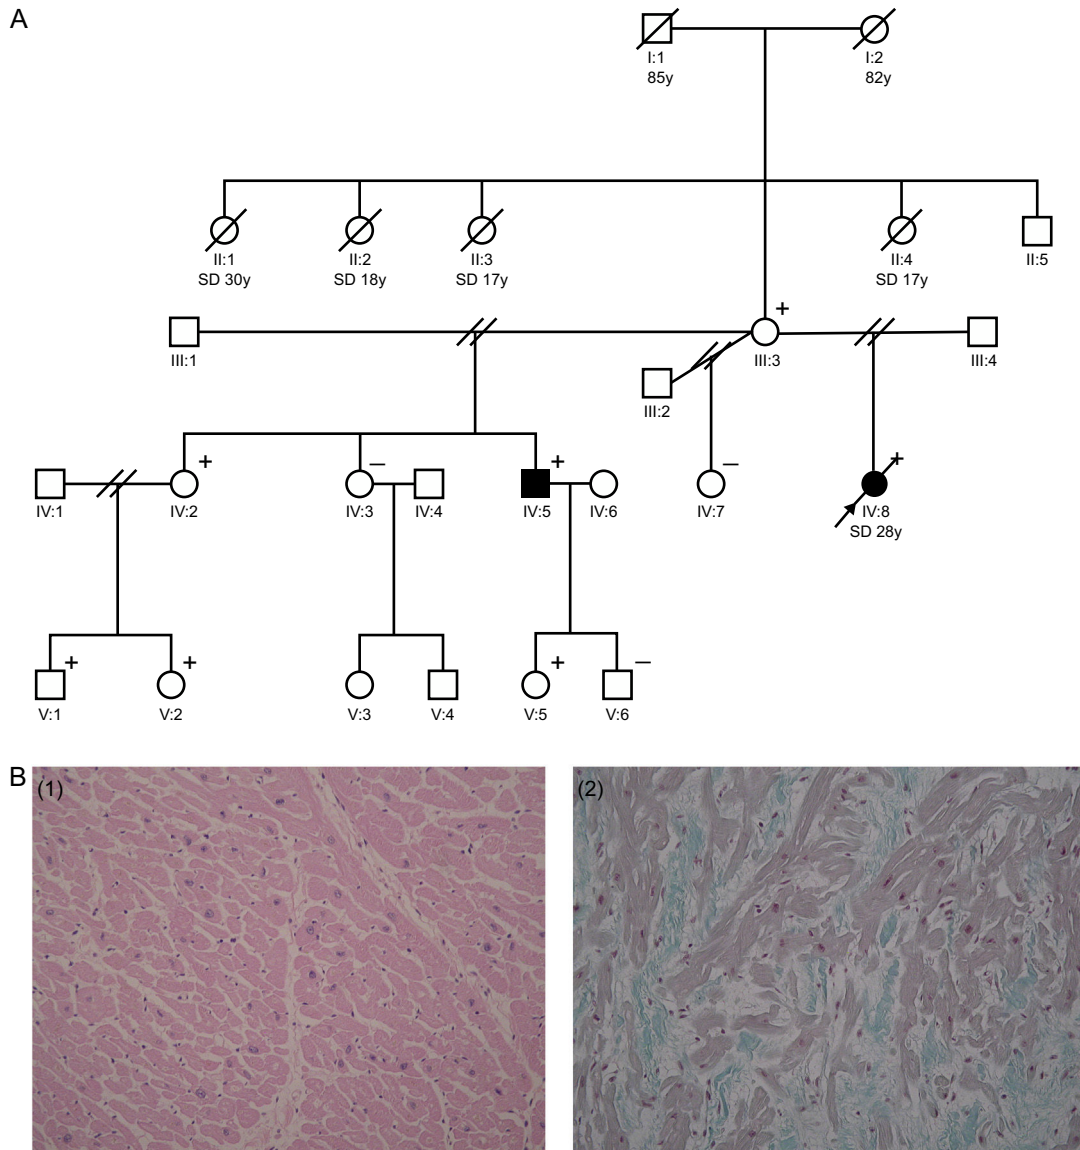 A
I:1
85y
I:2
82y
II:1
SD 30y
II:2
SD 18y
II:3
SD 17y
II:4
SD 17y
II:5
+
III:1
III:2
III:3
III:4
+
–
+
–
+
IV:1
IV:2
IV:3
IV:4
IV:5
IV:6
IV:7
IV:8
SD 28y
+
+
+
–
V:1
V:2
V:3
V:4
V:5
V:6
B
(1)
(2)